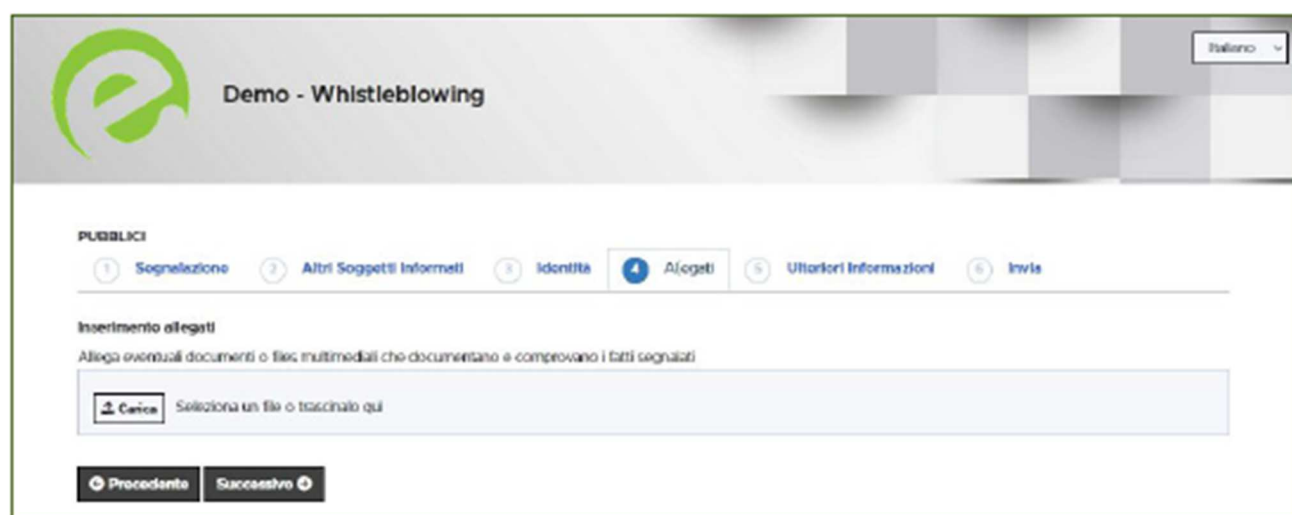 Italiano
Demo - Whistleblowing
PUBBLICI
1 Segnalazione 2 Altri Soggetti Informati 3 Identità 4 Allegati 5 Ulteriori Informazioni 6 Invia
Inserimento allegati
Allega eventuali documenti o files multimediali che documentano e comprovano i fatti segnalati
Carica Seleziona un file o trascinalo qui
Precedente Successivo